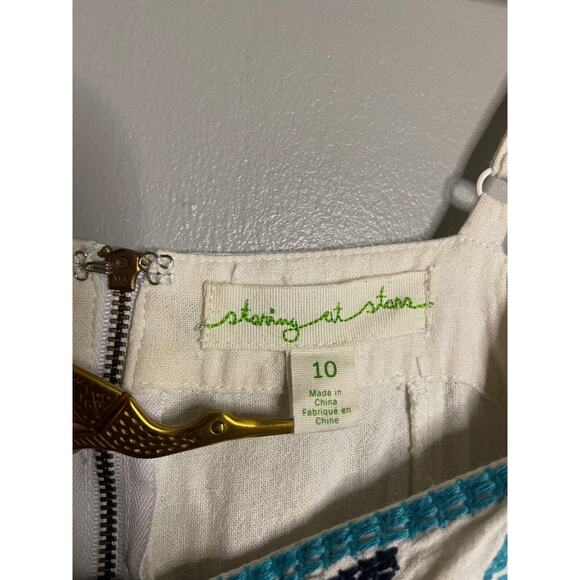 staring at stars
10
Made in
China
Fabriqué en
Chine